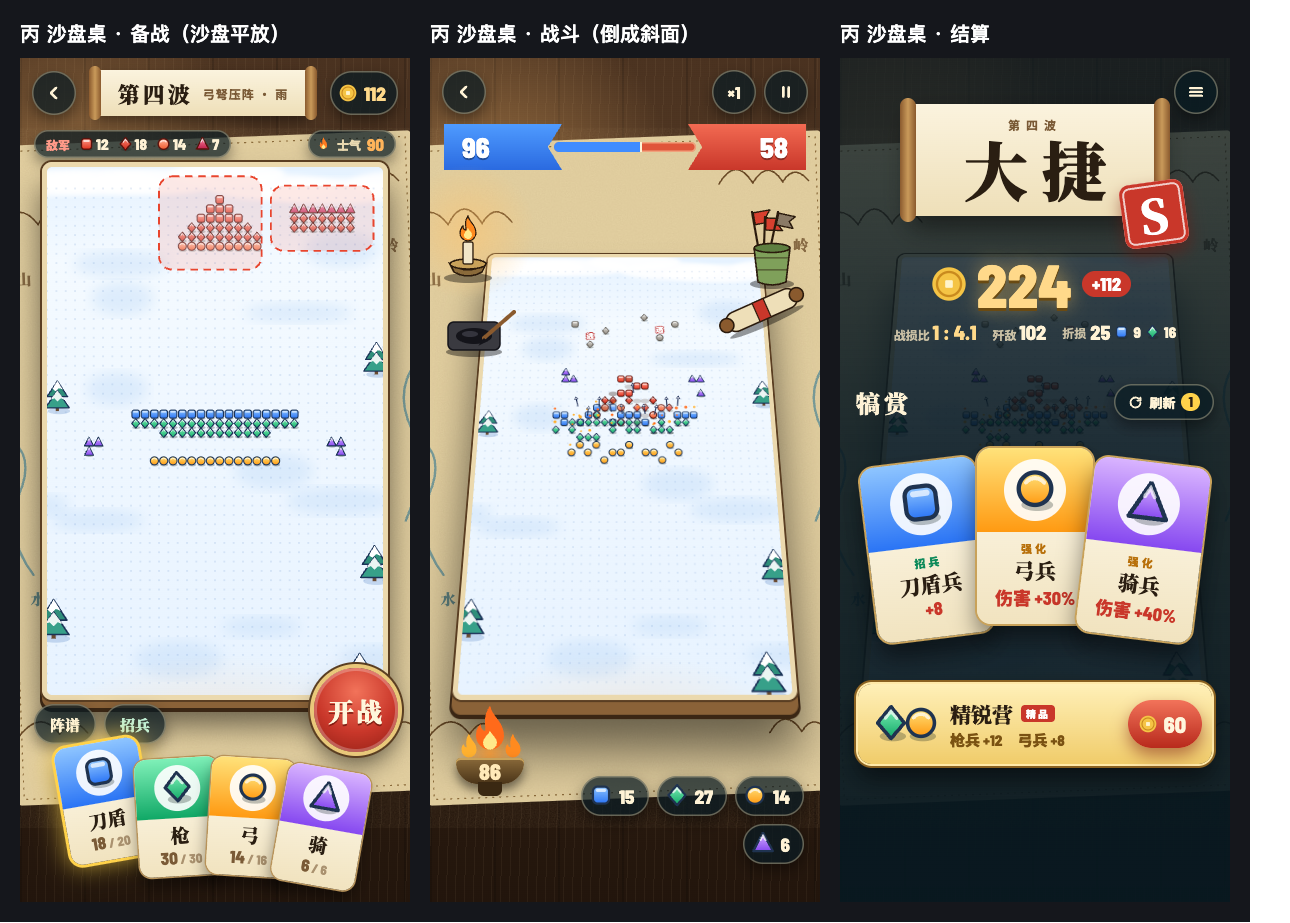 丙 沙盘桌 · 备战（沙盘平放）
第四波 弓弩压阵 · 雨
112
敌军 12 18 14 7
士气 90
岭
山
水
开战
阵谱 招兵
刀盾
18 / 20
枪
30 / 30
弓
14 / 16
骑
6 / 6
丙 沙盘桌 · 战斗（倒成斜面）
×1
96
58
岭
山
水
86
15 27 14
6
丙 沙盘桌 · 结算
第四波
大捷
S
岭
山
224 +112
战损比 1 : 4.1 歼敌 102 折损 25 9 16
犒赏
刷新 1
招兵
刀盾兵
+8
强化
弓兵
伤害 +30%
强化
骑兵
伤害 +40%
水
精锐营 精品
枪兵 +12 弓兵 +8
60